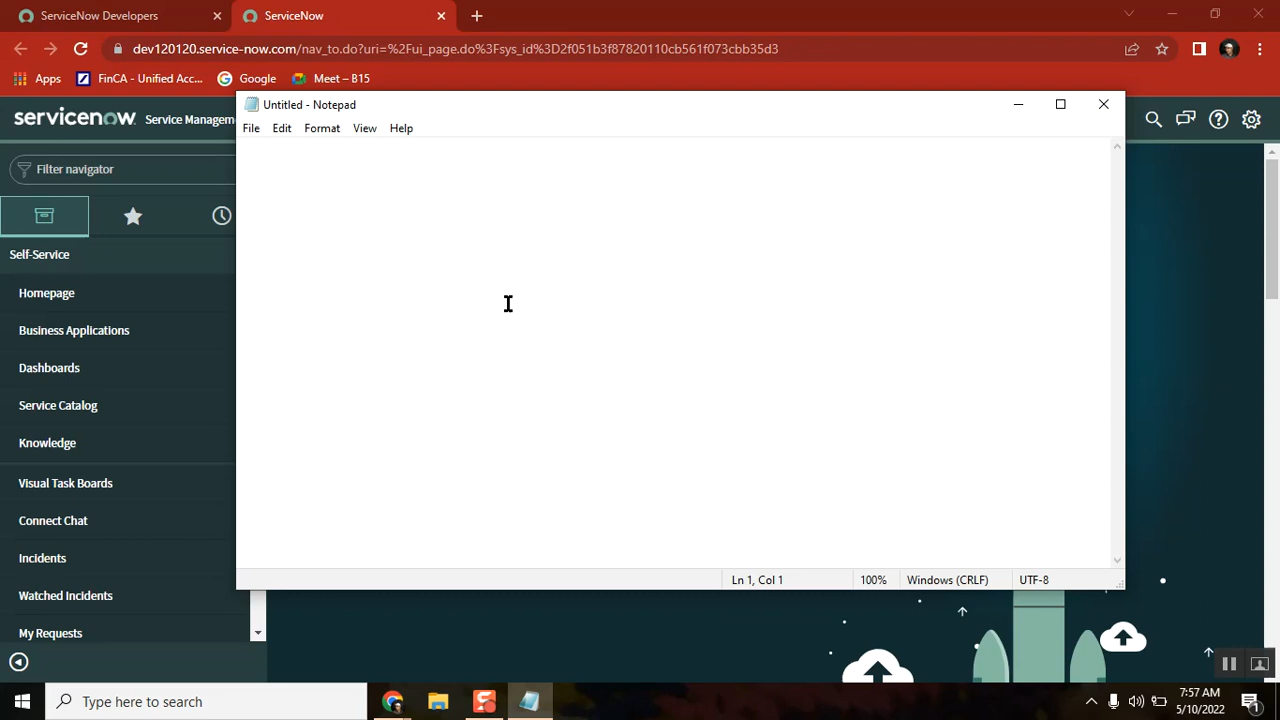 ServiceNow Developers
ServiceNow
dev120120.service-now.com/nav_to.do?uri=%2Fui_page.do%3Fsys_id%3D2f051b3f87820110cb561f073cbb35d3
Apps
FinCA - Unified Acc...
Google
Meet – B15
servicenow
Service Managem
Untitled - Notepad
File
Edit
Format
View
Help
Filter navigator
Self-Service
Homepage
Business Applications
Dashboards
Service Catalog
Knowledge
Visual Task Boards
Connect Chat
Incidents
Watched Incidents
My Requests
Ln 1, Col 1
100%
Windows (CRLF)
UTF-8
Type here to search
7:57 AM
5/10/2022
1